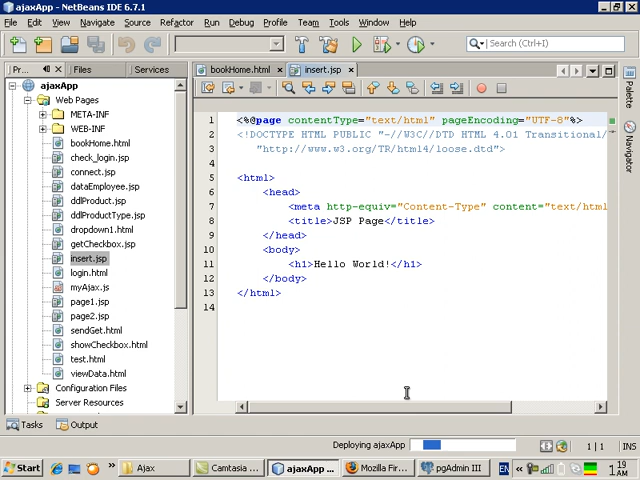 ajaxApp - NetBeans IDE 6.7.1
File Edit View Navigate Source Refactor Run Debug Profile Team Tools Window Help
Search (Ctrl+I)
Pr... Files Services
bookHome.html insert.jsp
ajaxApp
Web Pages
META-INF
WEB-INF
bookHome.html
check_login.jsp
connect.jsp
dataEmployee.jsp
ddlProduct.jsp
ddlProductType.jsp
dropdown1.html
getCheckbox.jsp
insert.jsp
login.html
myAjax.js
page1.jsp
page2.jsp
sendGet.html
showCheckbox.html
test.html
viewData.html
Configuration Files
Server Resources
1 <%@page contentType="text/html" pageEncoding="UTF-8"%>
2 <!DOCTYPE HTML PUBLIC "-//W3C//DTD HTML 4.01 Transitional/
3 "http://www.w3.org/TR/html4/loose.dtd">
4
5 <html>
6 <head>
7 <meta http-equiv="Content-Type" content="text/html
8 <title>JSP Page</title>
9 </head>
10 <body>
11 <h1>Hello World!</h1>
12 </body>
13 </html>
14
Palette
Navigator
Tasks Output
Deploying ajaxApp
1 | 1 INS
Start
Ajax
Camtasia ...
ajaxApp ...
Mozilla Fir...
pgAdmin III
EN
1:19 AM